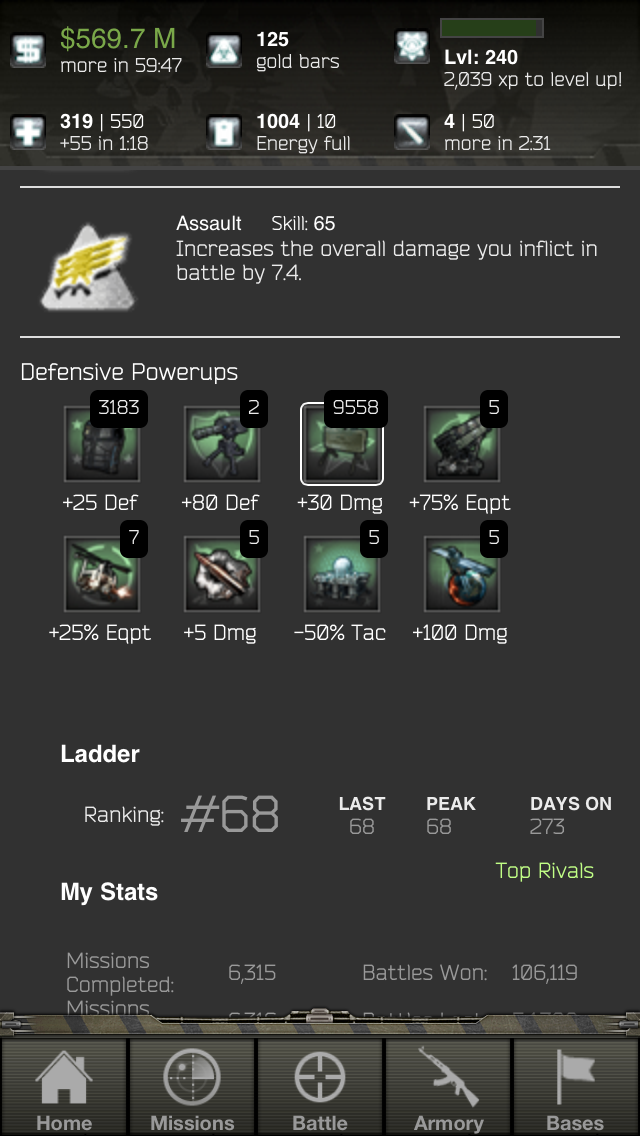 $569.7 M
more in 59:47
125
gold bars
Lvl: 240
2,039 xp to level up!
319 | 550
+55 in 1:18
1004 | 10
Energy full
4 | 50
more in 2:31
Assault Skill: 65
Increases the overall damage you inflict in
battle by 7.4.
Defensive Powerups
3183 2 9558 5
+25 Def +80 Def +30 Dmg +75% Eqpt
7 5 5 5
+25% Eqpt +5 Dmg -50% Tac +100 Dmg
Ladder
Ranking: #68
LAST PEAK DAYS ON
68 68 273
Top Rivals
My Stats
Missions
Completed: 6,315 Battles Won: 106,119
Missions
Home Missions Battle Armory Bases